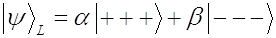 |ψ⟩_L = α|+ + +⟩ + β|− − −⟩